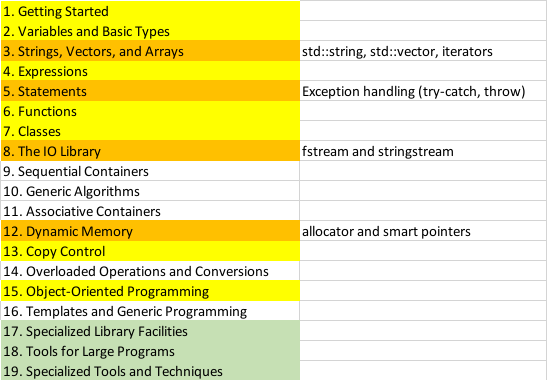 1. Getting Started
2. Variables and Basic Types
3. Strings, Vectors, and Arrays std::string, std::vector, iterators
4. Expressions
5. Statements Exception handling (try-catch, throw)
6. Functions
7. Classes
8. The IO Library fstream and stringstream
9. Sequential Containers
10. Generic Algorithms
11. Associative Containers
12. Dynamic Memory allocator and smart pointers
13. Copy Control
14. Overloaded Operations and Conversions
15. Object-Oriented Programming
16. Templates and Generic Programming
17. Specialized Library Facilities
18. Tools for Large Programs
19. Specialized Tools and Techniques